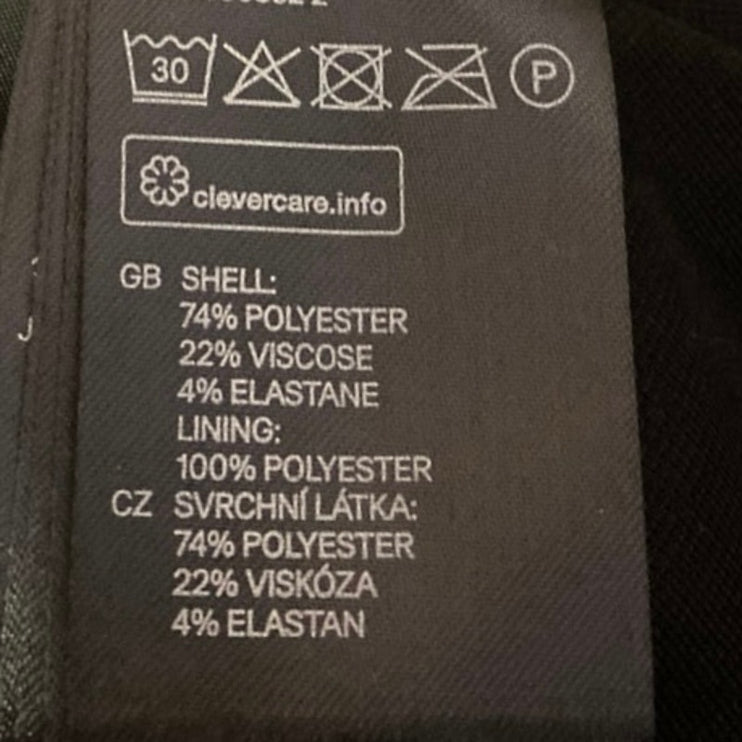 30
P
clevercare.info
GB SHELL:
74% POLYESTER
22% VISCOSE
4% ELASTANE
LINING:
100% POLYESTER
CZ SVRCHNÍ LÁTKA:
74% POLYESTER
22% VISKÓZA
4% ELASTAN